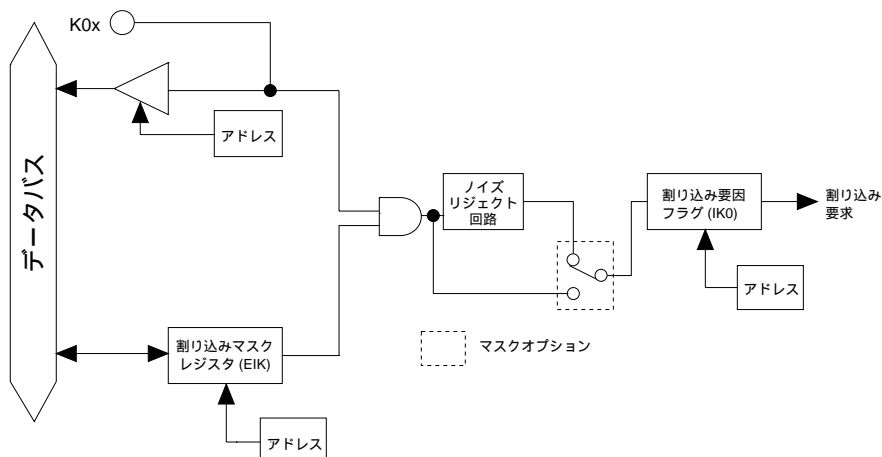 K0x
アドレス
データバス
ノイズ
リジェクト
回路
割り込み要因
フラグ (IK0)
割り込み
要求
アドレス
割り込みマスク
レジスタ (EIK)
マスクオプション
アドレス